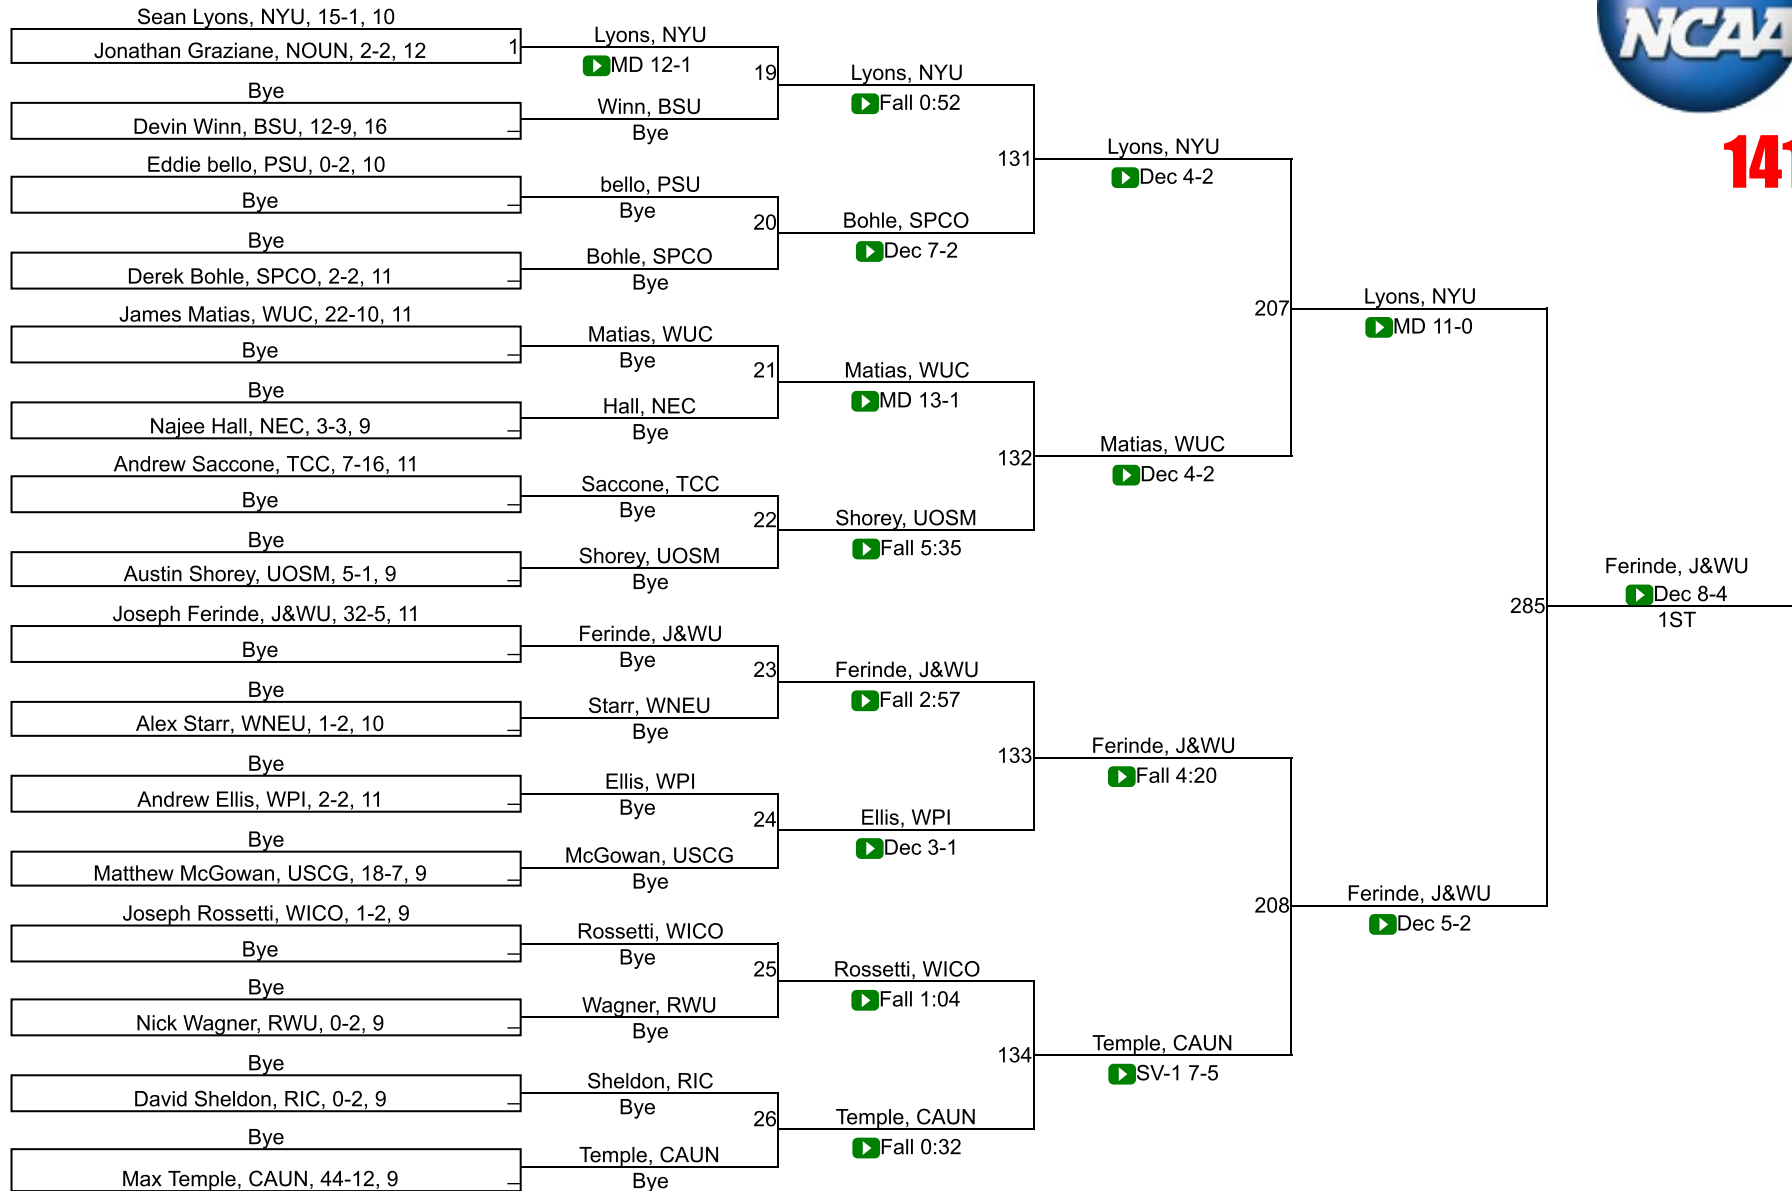 Sean Lyons, NYU, 15-1, 10
Jonathan Graziane, NOUN, 2-2, 12
1
Bye
Devin Winn, BSU, 12-9, 16
Eddie bello, PSU, 0-2, 10
Bye
Bye
Derek Bohle, SPCO, 2-2, 11
James Matias, WUC, 22-10, 11
Bye
Bye
Najee Hall, NEC, 3-3, 9
Andrew Saccone, TCC, 7-16, 11
Bye
Bye
Austin Shorey, UOSM, 5-1, 9
Joseph Ferinde, J&WU, 32-5, 11
Bye
Bye
Alex Starr, WNEU, 1-2, 10
Bye
Andrew Ellis, WPI, 2-2, 11
Bye
Matthew McGowan, USCG, 18-7, 9
Joseph Rossetti, WICO, 1-2, 9
Bye
Bye
Nick Wagner, RWU, 0-2, 9
Bye
David Sheldon, RIC, 0-2, 9
Bye
Max Temple, CAUN, 44-12, 9
Lyons, NYU
MD 12-1
19
Winn, BSU
Bye
bello, PSU
Bye
20
Bohle, SPCO
Bye
Matias, WUC
Bye
21
Hall, NEC
Bye
Saccone, TCC
Bye
22
Shorey, UOSM
Bye
Ferinde, J&WU
Bye
23
Starr, WNEU
Bye
Ellis, WPI
Bye
24
McGowan, USCG
Bye
Rossetti, WICO
Bye
25
Wagner, RWU
Bye
Sheldon, RIC
Bye
26
Temple, CAUN
Bye
Lyons, NYU
Fall 0:52
131
Bohle, SPCO
Dec 7-2
Matias, WUC
MD 13-1
132
Shorey, UOSM
Fall 5:35
Ferinde, J&WU
Fall 2:57
133
Ellis, WPI
Dec 3-1
Rossetti, WICO
Fall 1:04
134
Temple, CAUN
Fall 0:32
Lyons, NYU
Dec 4-2
207
Matias, WUC
Dec 4-2
Ferinde, J&WU
Fall 4:20
208
Temple, CAUN
SV-1 7-5
Lyons, NYU
MD 11-0
285
Ferinde, J&WU
Dec 5-2
Ferinde, J&WU
Dec 8-4
1ST
NCAA
141